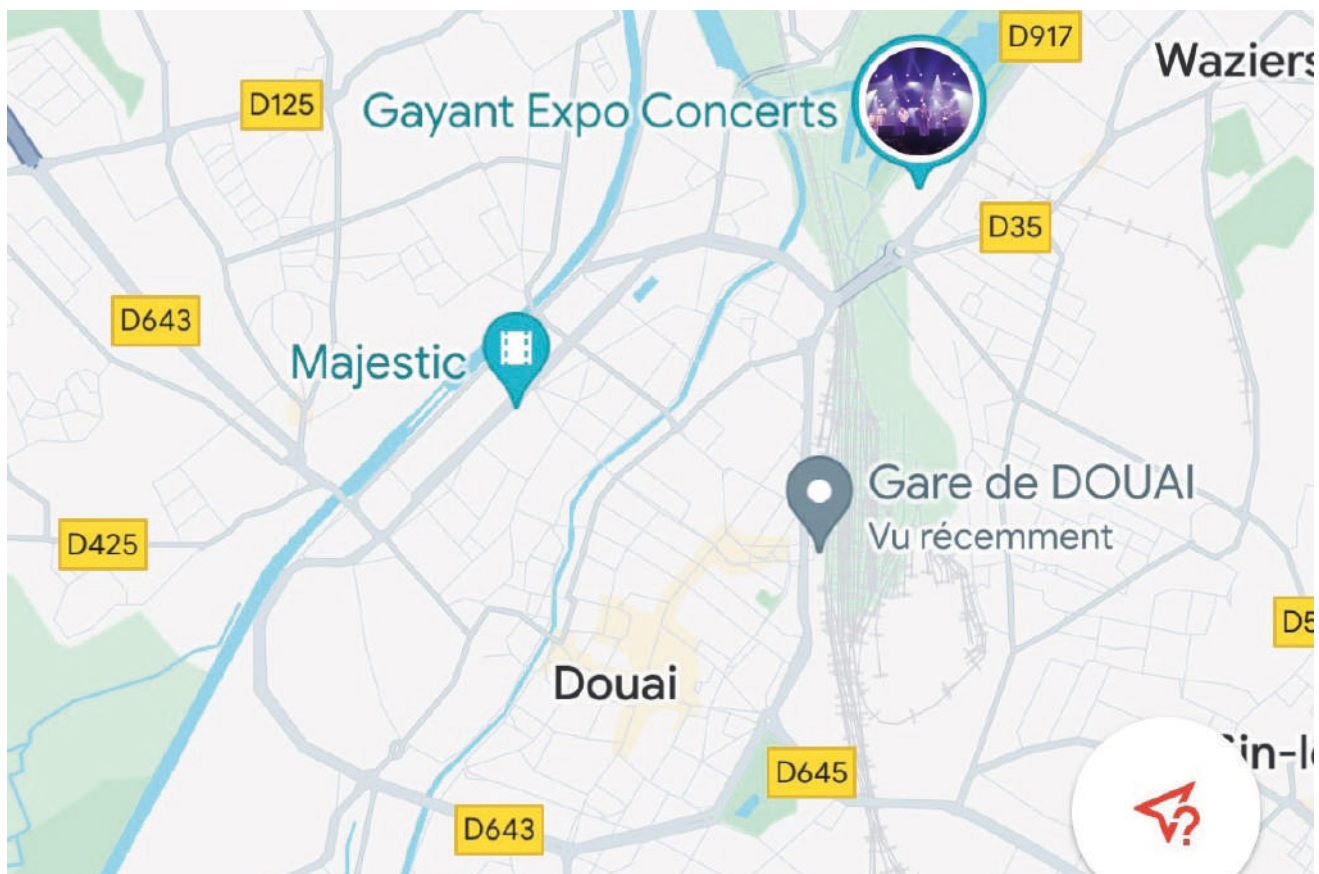 D917
Waziers
D125
Gayant Expo Concerts
D35
D643
Majestic
Gare de DOUAI
Vu récemment
D425
Douai
D645
D643
?